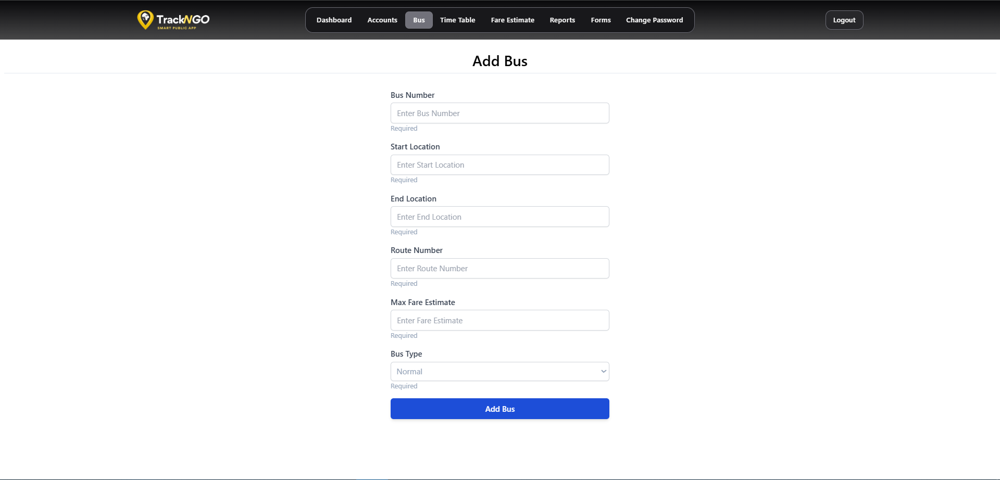 TrackNGO
SMART PUBLIC APP
Dashboard
Accounts
Bus
Time Table
Fare Estimate
Reports
Forms
Change Password
Logout
Add Bus
Bus Number
Enter Bus Number
Required
Start Location
Enter Start Location
Required
End Location
Enter End Location
Required
Route Number
Enter Route Number
Required
Max Fare Estimate
Enter Fare Estimate
Required
Bus Type
Normal
Required
Add Bus